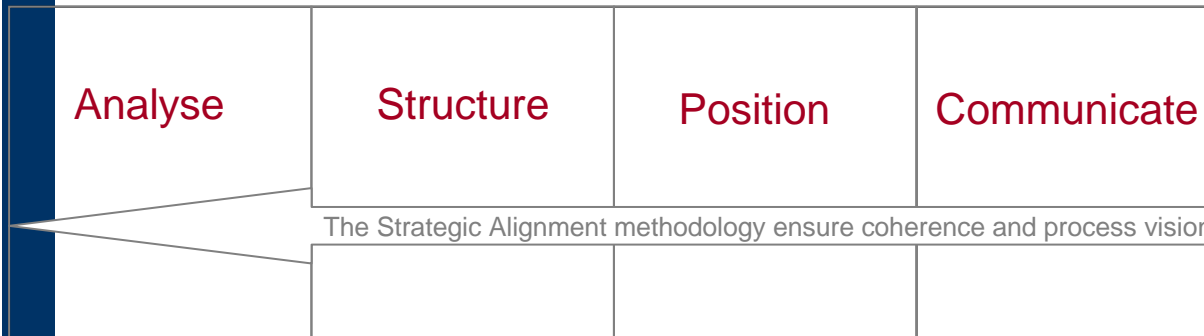 Analyse Structure Position Communicate
The Strategic Alignment methodology ensure coherence and process vision